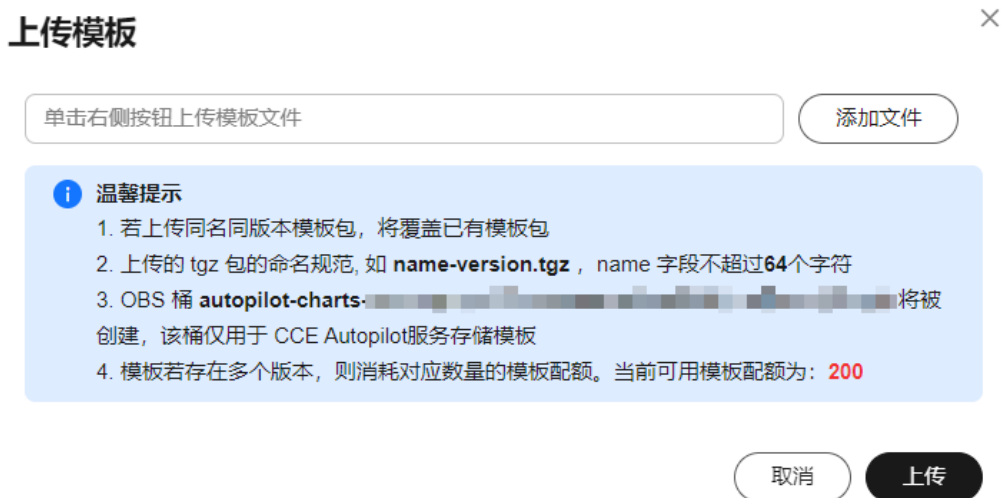 上传模板
单击右侧按钮上传模板文件
添加文件
温馨提示
1. 若上传同名同版本模板包，将覆盖已有模板包
2. 上传的 tgz 包的命名规范, 如 name-version.tgz ，name 字段不超过64个字符
3. OBS 桶 autopilot-charts- 将被
创建，该桶仅用于 CCE Autopilot服务存储模板
4. 模板若存在多个版本，则消耗对应数量的模板配额。当前可用模板配额为：200
取消
上传